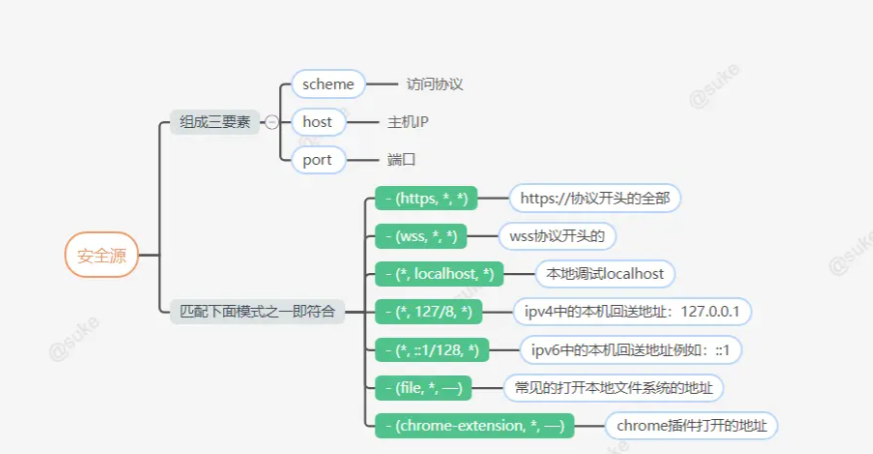 @suke
scheme 访问协议
组成三要素 host 主机IP
port 端口
- (https, *, *) https://协议开头的全部
- (wss, *, *) wss协议开头的
安全源
@suke
- (*, localhost, *) 本地调试localhost
匹配下面模式之一即符合 - (*, 127/8, *) ipv4中的本机回送地址：127.0.0.1
@suke
- (*, ::1/128, *) ipv6中的本机回送地址例如：::1
- (file, *, —) 常见的打开本地文件系统的地址
- (chrome-extension, *, —) chrome插件打开的地址